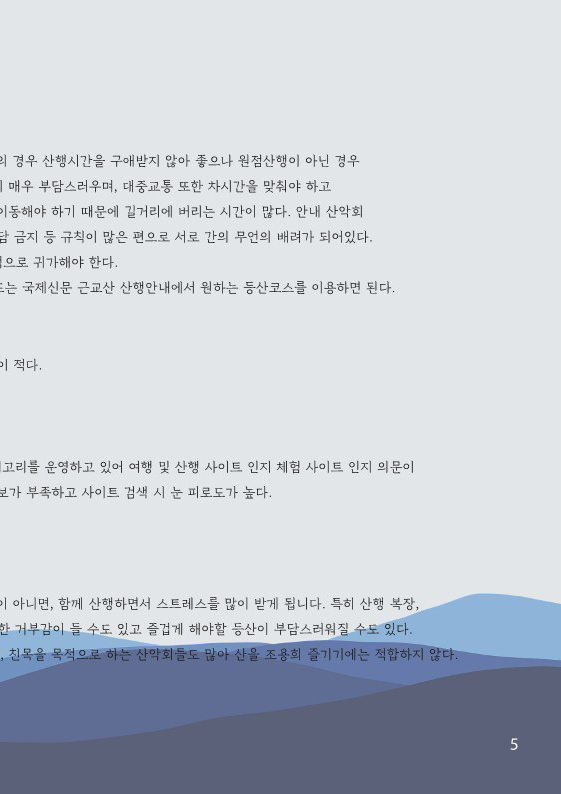 의 경우 산행시간을 구애받지 않아 좋으나 원점산행이 아닌 경우
매우 부담스러우며, 대중교통 또한 차시간을 맞춰야 하고
이동해야 하기 때문에 길거리에 버리는 시간이 많다. 안내 산악회
담 금지 등 규칙이 많은 편으로 서로 간의 무언의 배려가 되어있다.
적으로 귀가해야 한다.
또는 국제신문 근교산 산행안내에서 원하는 등산코스를 이용하면 된다.
이 적다.
고리를 운영하고 있어 여행 및 산행 사이트 인지 체험 사이트 인지 의문이
보가 부족하고 사이트 검색 시 눈 피로도가 높다.
이 아니면, 함께 산행하면서 스트레스를 많이 받게 됩니다. 특히 산행 복장,
한 거부감이 들 수도 있고 즐겁게 해야할 등산이 부담스러워질 수도 있다.
, 친목을 목적으로 하는 산악회들도 많아 산을 조용희 즐기기에는 적합하지 않다.
5